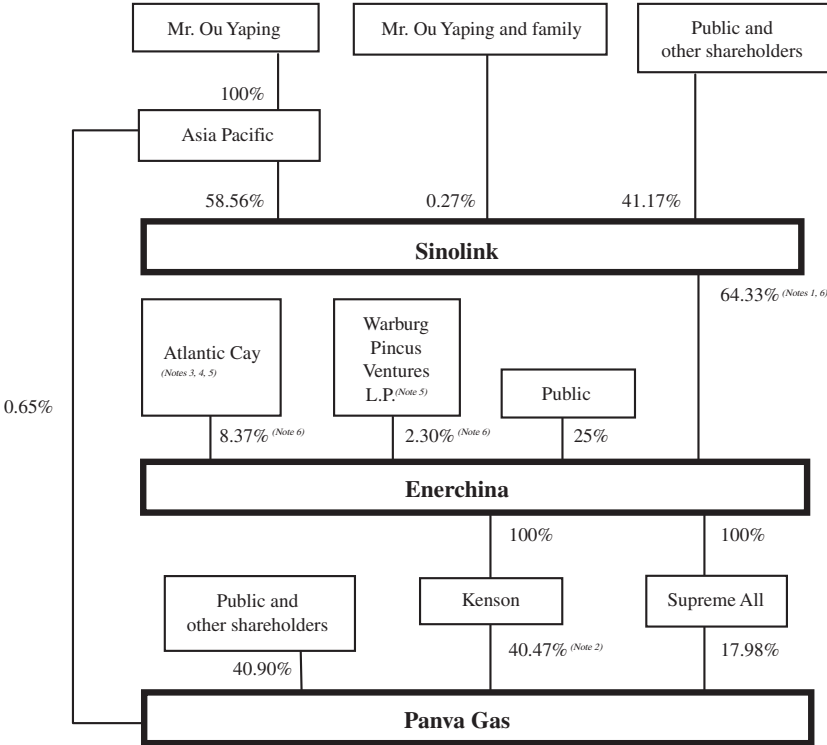 Mr. Ou Yaping
Mr. Ou Yaping and family
Public and
other shareholders
100%
Asia Pacific
58.56%
0.27%
41.17%
Sinolink
64.33% (Notes 1, 6)
Atlantic Cay
(Notes 3, 4, 5)
Warburg
Pincus
Ventures
L.P.(Note 5)
Public
0.65%
8.37% (Note 6)
2.30% (Note 6)
25%
Enerchina
100%
100%
Public and
other shareholders
Kenson
Supreme All
40.90%
40.47% (Note 2)
17.98%
Panva Gas